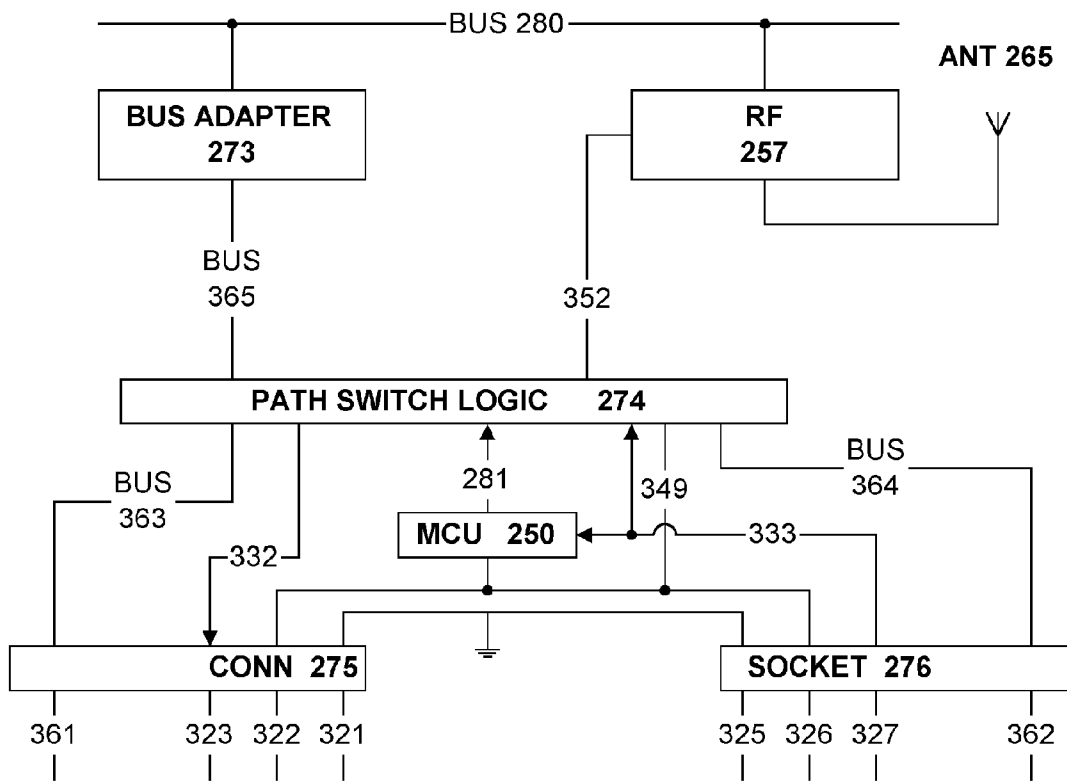 BUS 280
ANT 265
BUS ADAPTER
273
RF
257
BUS
365
352
PATH SWITCH LOGIC 274
BUS
363
281
349
BUS
364
332
MCU 250
333
CONN 275
SOCKET 276
361
323
322
321
325
326
327
362